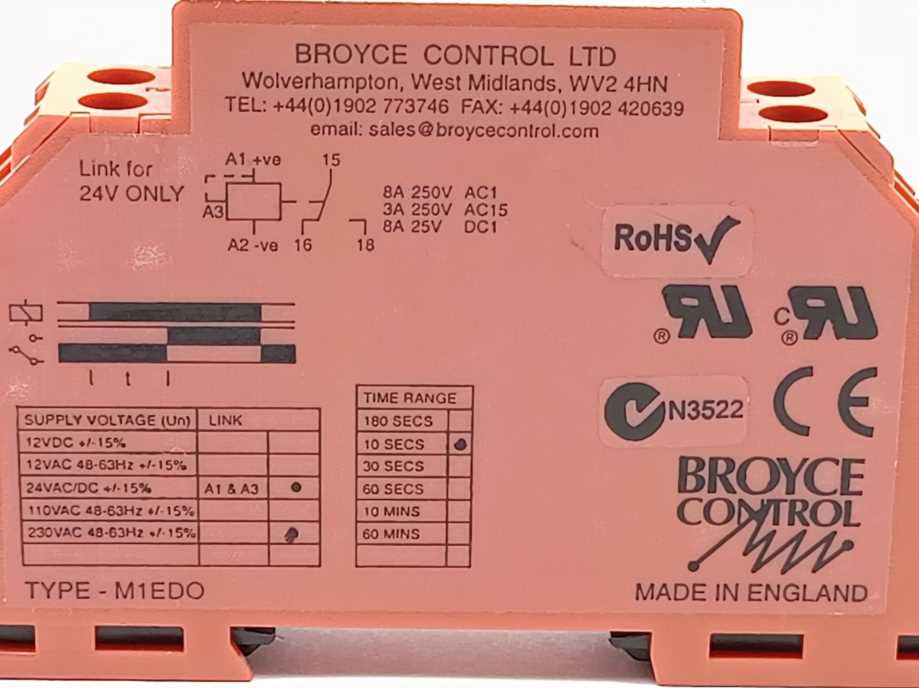 BROYCE CONTROL LTD
Wolverhampton, West Midlands, WV2 4HN
TEL: +44(0)1902 773746 FAX: +44(0)1902 420639
email: sales@broycecontrol.com
Link for
24V ONLY
A1 +ve
15
A3
A2 -ve
16
18
8A 250V AC1
3A 250V AC15
8A 25V DC1
RoHS✓
RU®
C RU®
t
N3522
CE
SUPPLY VOLTAGE (Un) LINK
12VDC +/-15%
12VAC 48-63Hz +/-15%
24VAC/DC +/-15% A1 & A3 •
110VAC 48-63Hz +/-15%
230VAC 48-63Hz +/-15% •
TIME RANGE
180 SECS
10 SECS •
30 SECS
60 SECS
10 MINS
60 MINS
BROYCE
CONTROL
TYPE - M1EDO
MADE IN ENGLAND